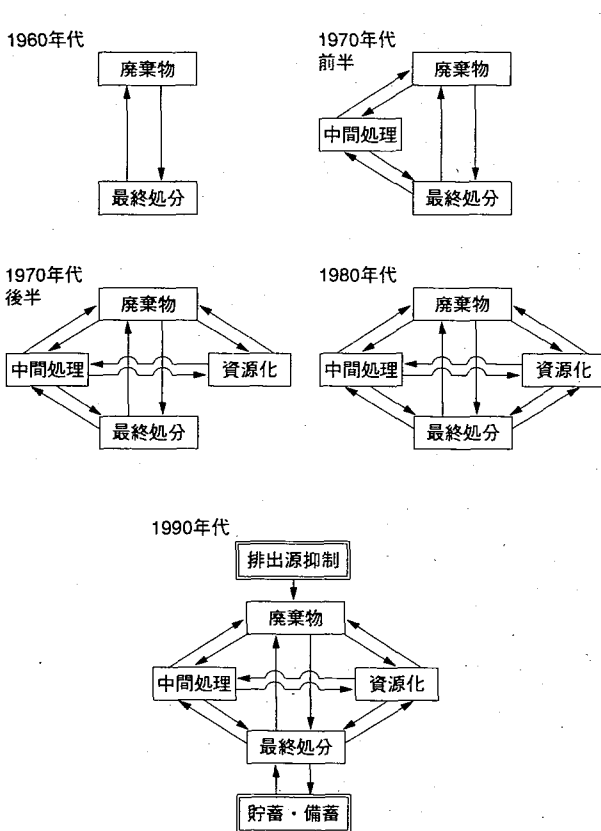 1960年代
廃棄物
最終処分
1970年代
前半
廃棄物
中間処理
最終処分
1970年代
後半
廃棄物
中間処理
資源化
最終処分
1980年代
廃棄物
中間処理
資源化
最終処分
1990年代
排出源抑制
廃棄物
中間処理
資源化
最終処分
貯蓄・備蓄